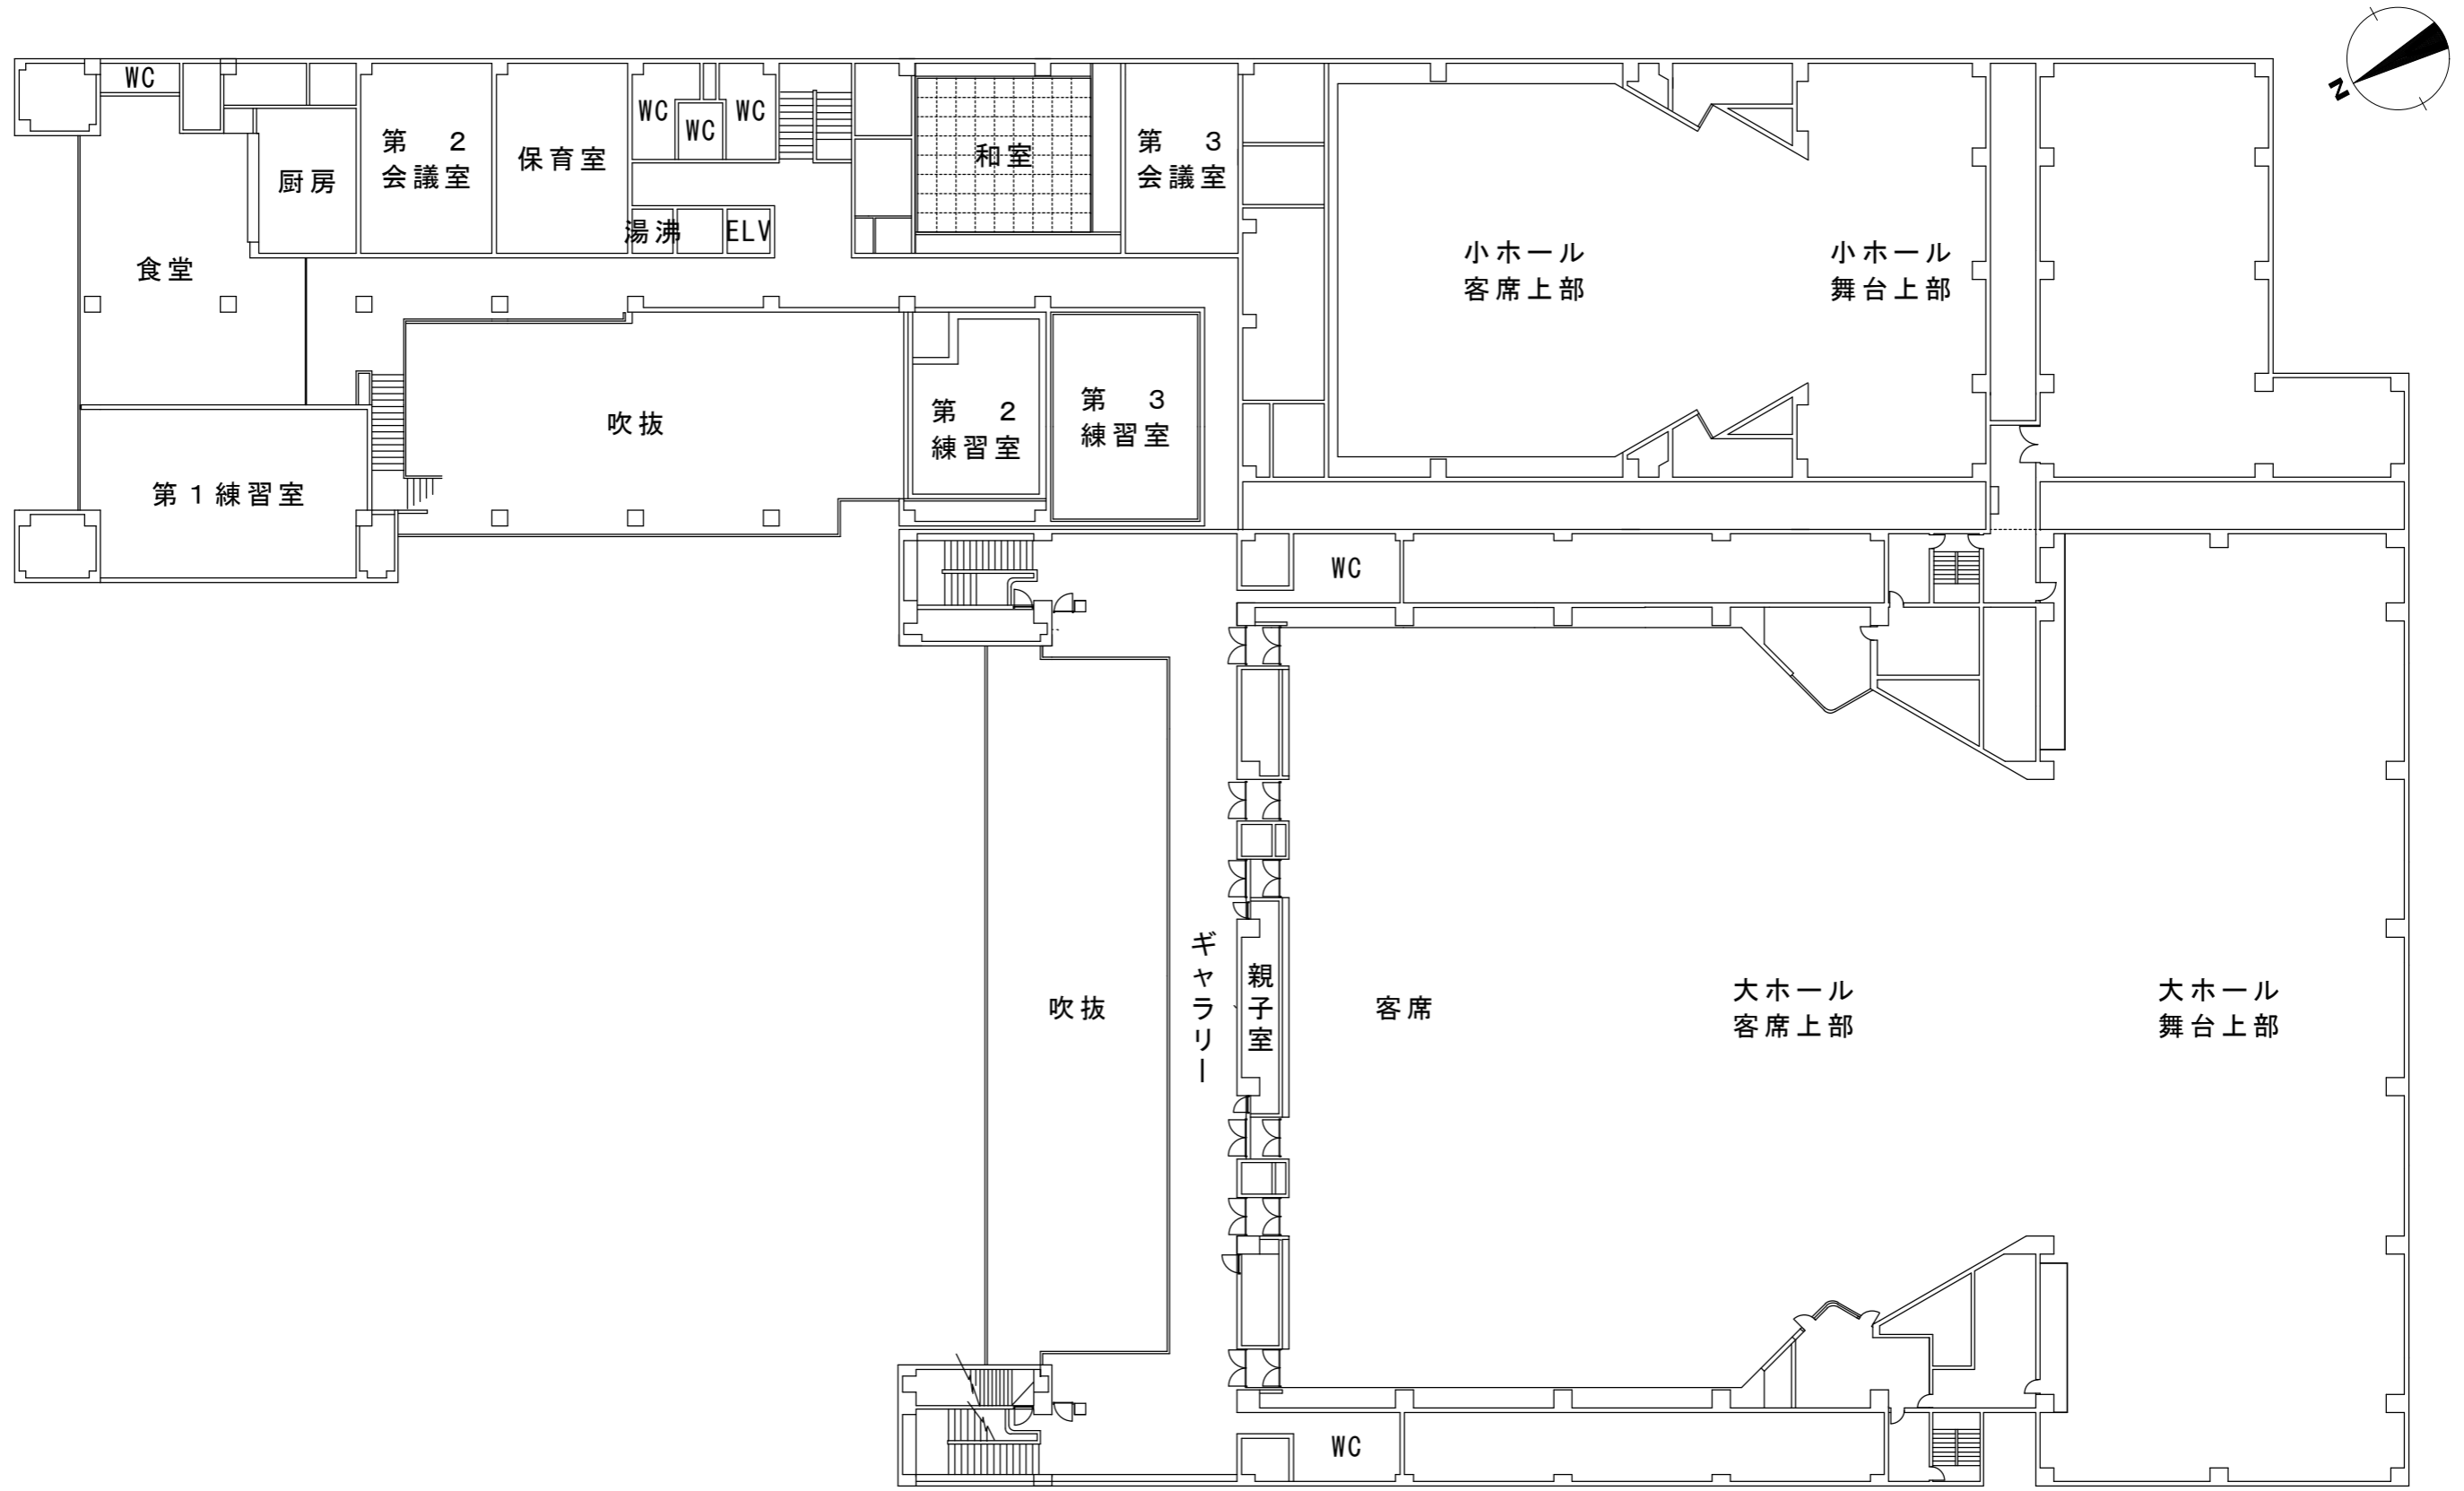 N
WC
厨房
第　2
会議室
保育室
WC
WC
WC
湯沸
ELV
和室
第　3
会議室
小ホール
客席上部
小ホール
舞台上部
食堂
第1練習室
吹抜
第　2
練習室
第　3
練習室
WC
吹抜
ギャラリー
親子室
客席
大ホール
客席上部
大ホール
舞台上部
WC